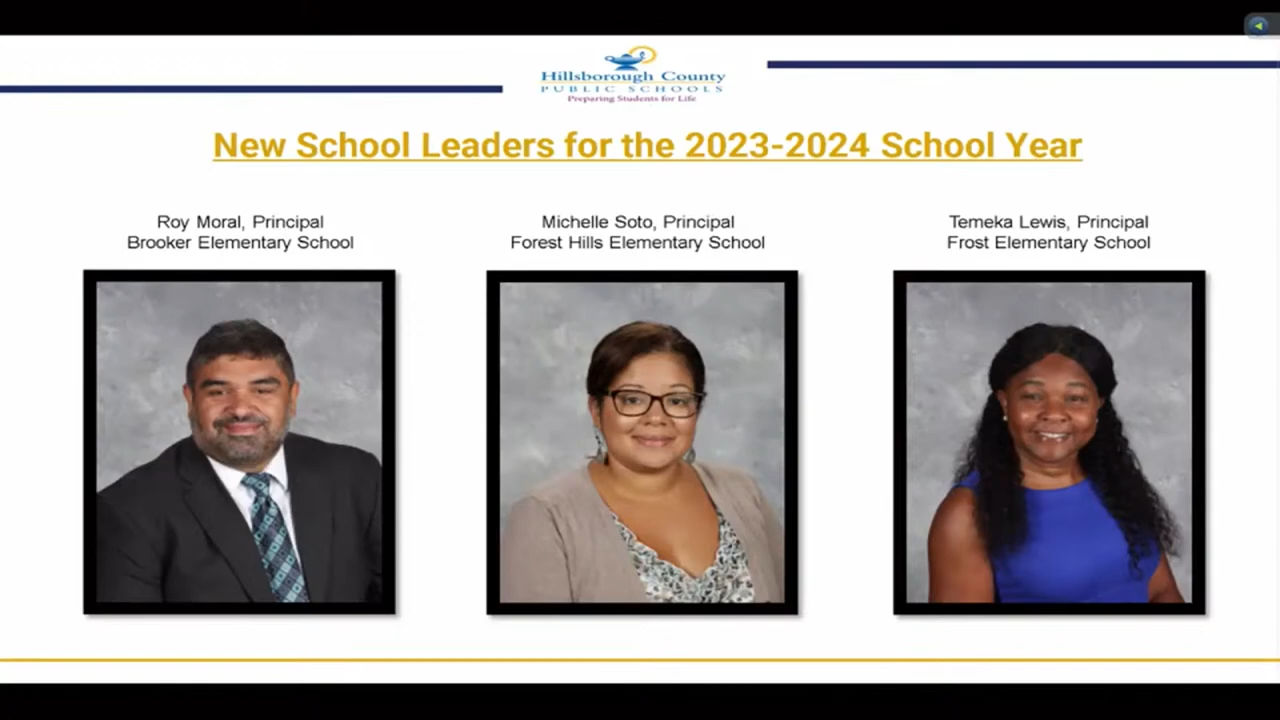 Hillsborough County
PUBLIC SCHOOLS
Preparing Students for Life
New School Leaders for the 2023-2024 School Year
Roy Moral, Principal
Brooker Elementary School
Michelle Soto, Principal
Forest Hills Elementary School
Temeka Lewis, Principal
Frost Elementary School